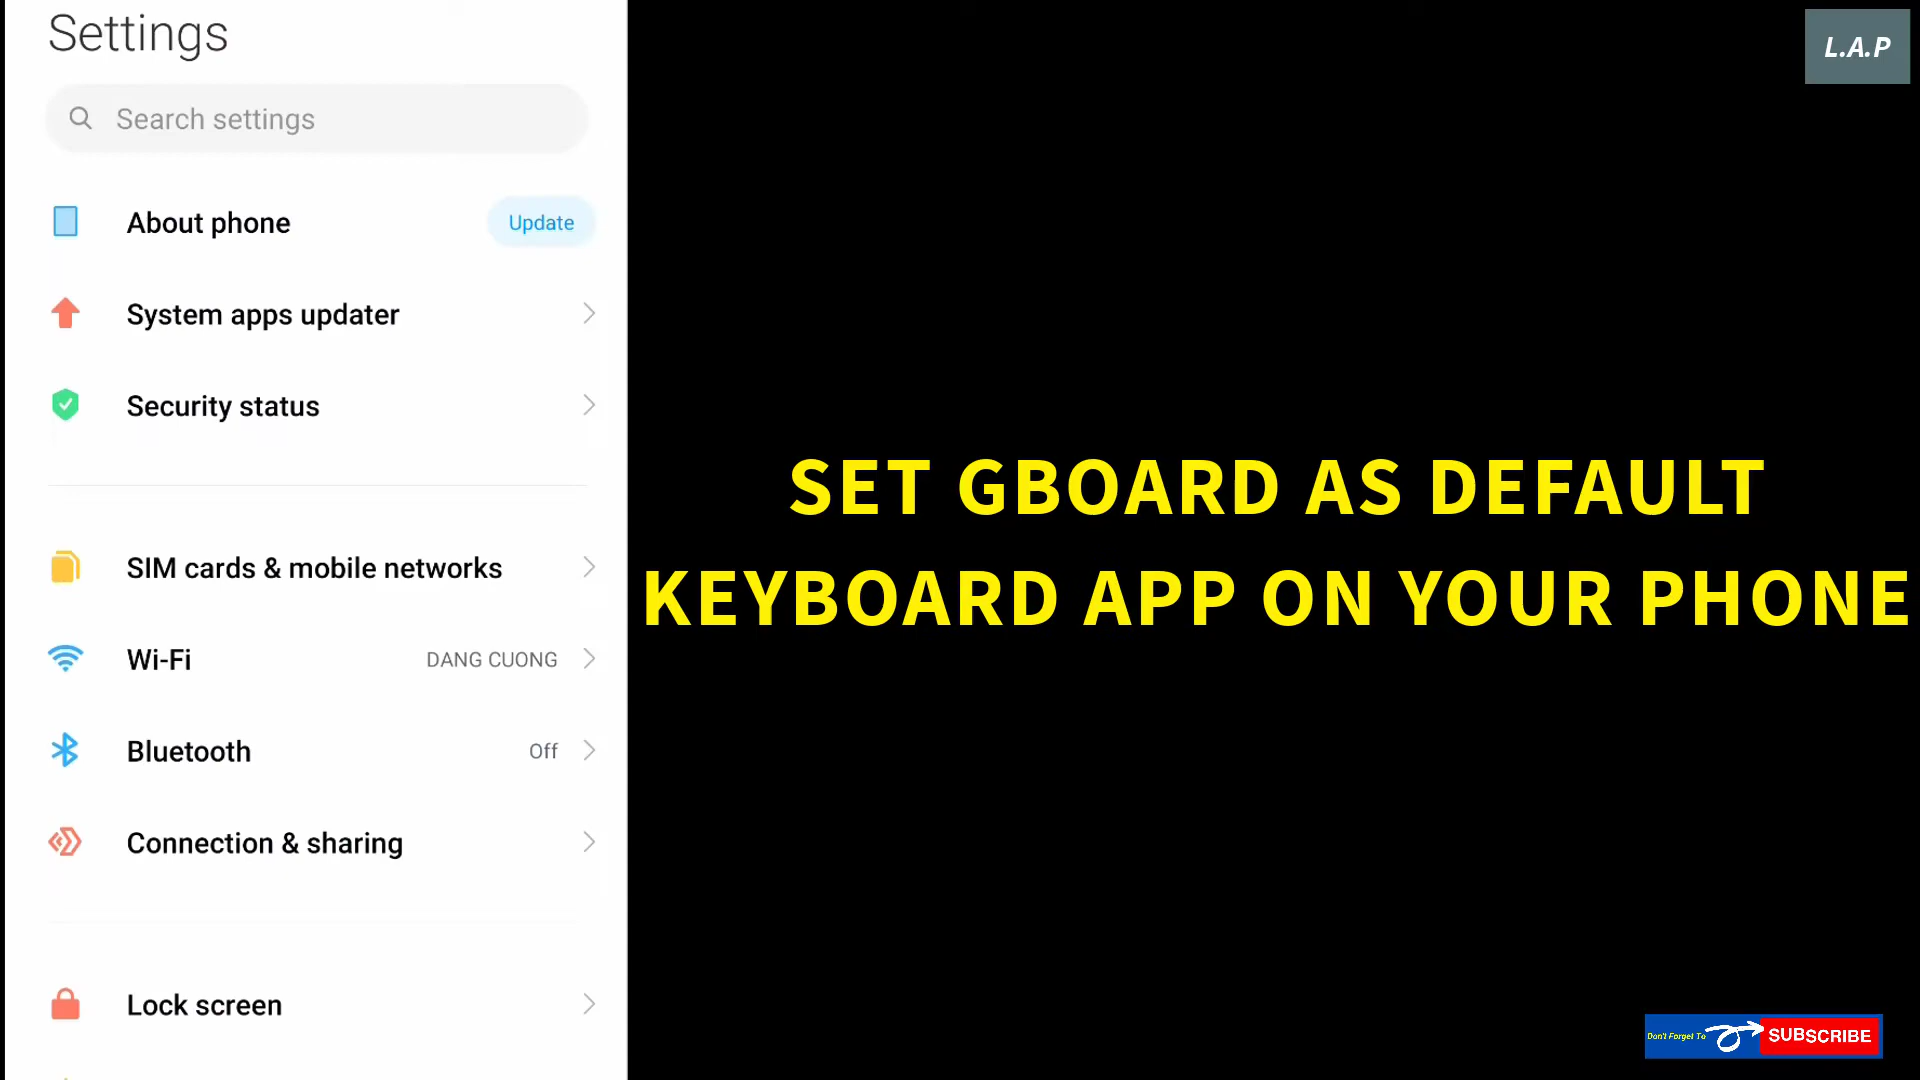 Settings
Search settings
About phone
Update
System apps updater
Security status
SIM cards & mobile networks
Wi-Fi
DANG CUONG
Bluetooth
Off
Connection & sharing
Lock screen
L.A.P
SET GBOARD AS DEFAULT
KEYBOARD APP ON YOUR PHONE
Don't Forget To
SUBSCRIBE